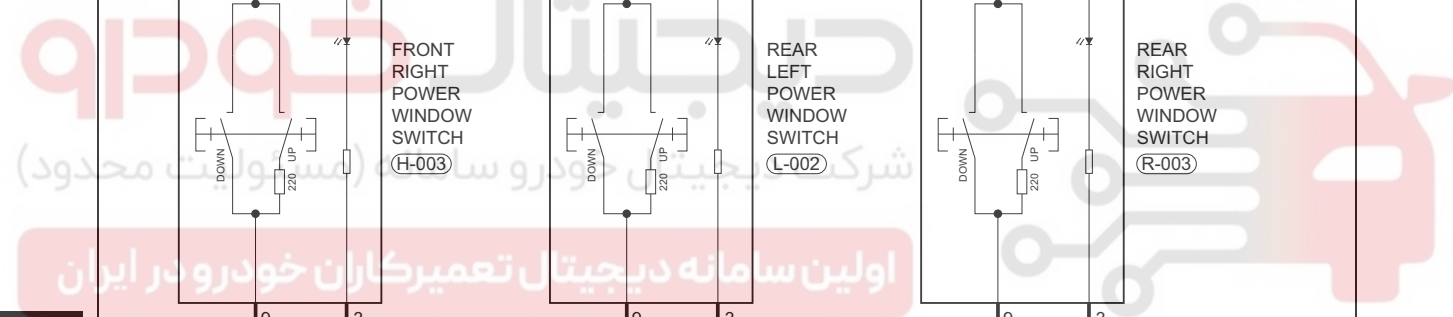 دیجیتال خودرو
شرکت دیجیتال خودرو سامانه (مسئولیت محدود)
اولین سامانه دیجیتال تعمیرکاران خودرو در ایران
FRONT
RIGHT
POWER
WINDOW
SWITCH
H-003
DOWN
UP
220
REAR
LEFT
POWER
WINDOW
SWITCH
L-002
DOWN
UP
220
REAR
RIGHT
POWER
WINDOW
SWITCH
R-003
DOWN
UP
220